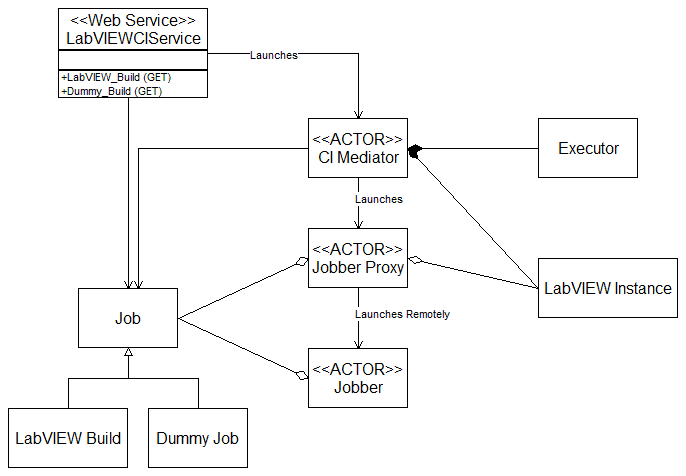 <<Web Service>>
LabVIEWCIService
+LabVIEW_Build (GET)
+Dummy_Build (GET)
Launches
<<ACTOR>>
CI Mediator
Executor
Launches
<<ACTOR>>
Jobber Proxy
LabVIEW Instance
Job
Launches Remotely
<<ACTOR>>
Jobber
LabVIEW Build
Dummy Job